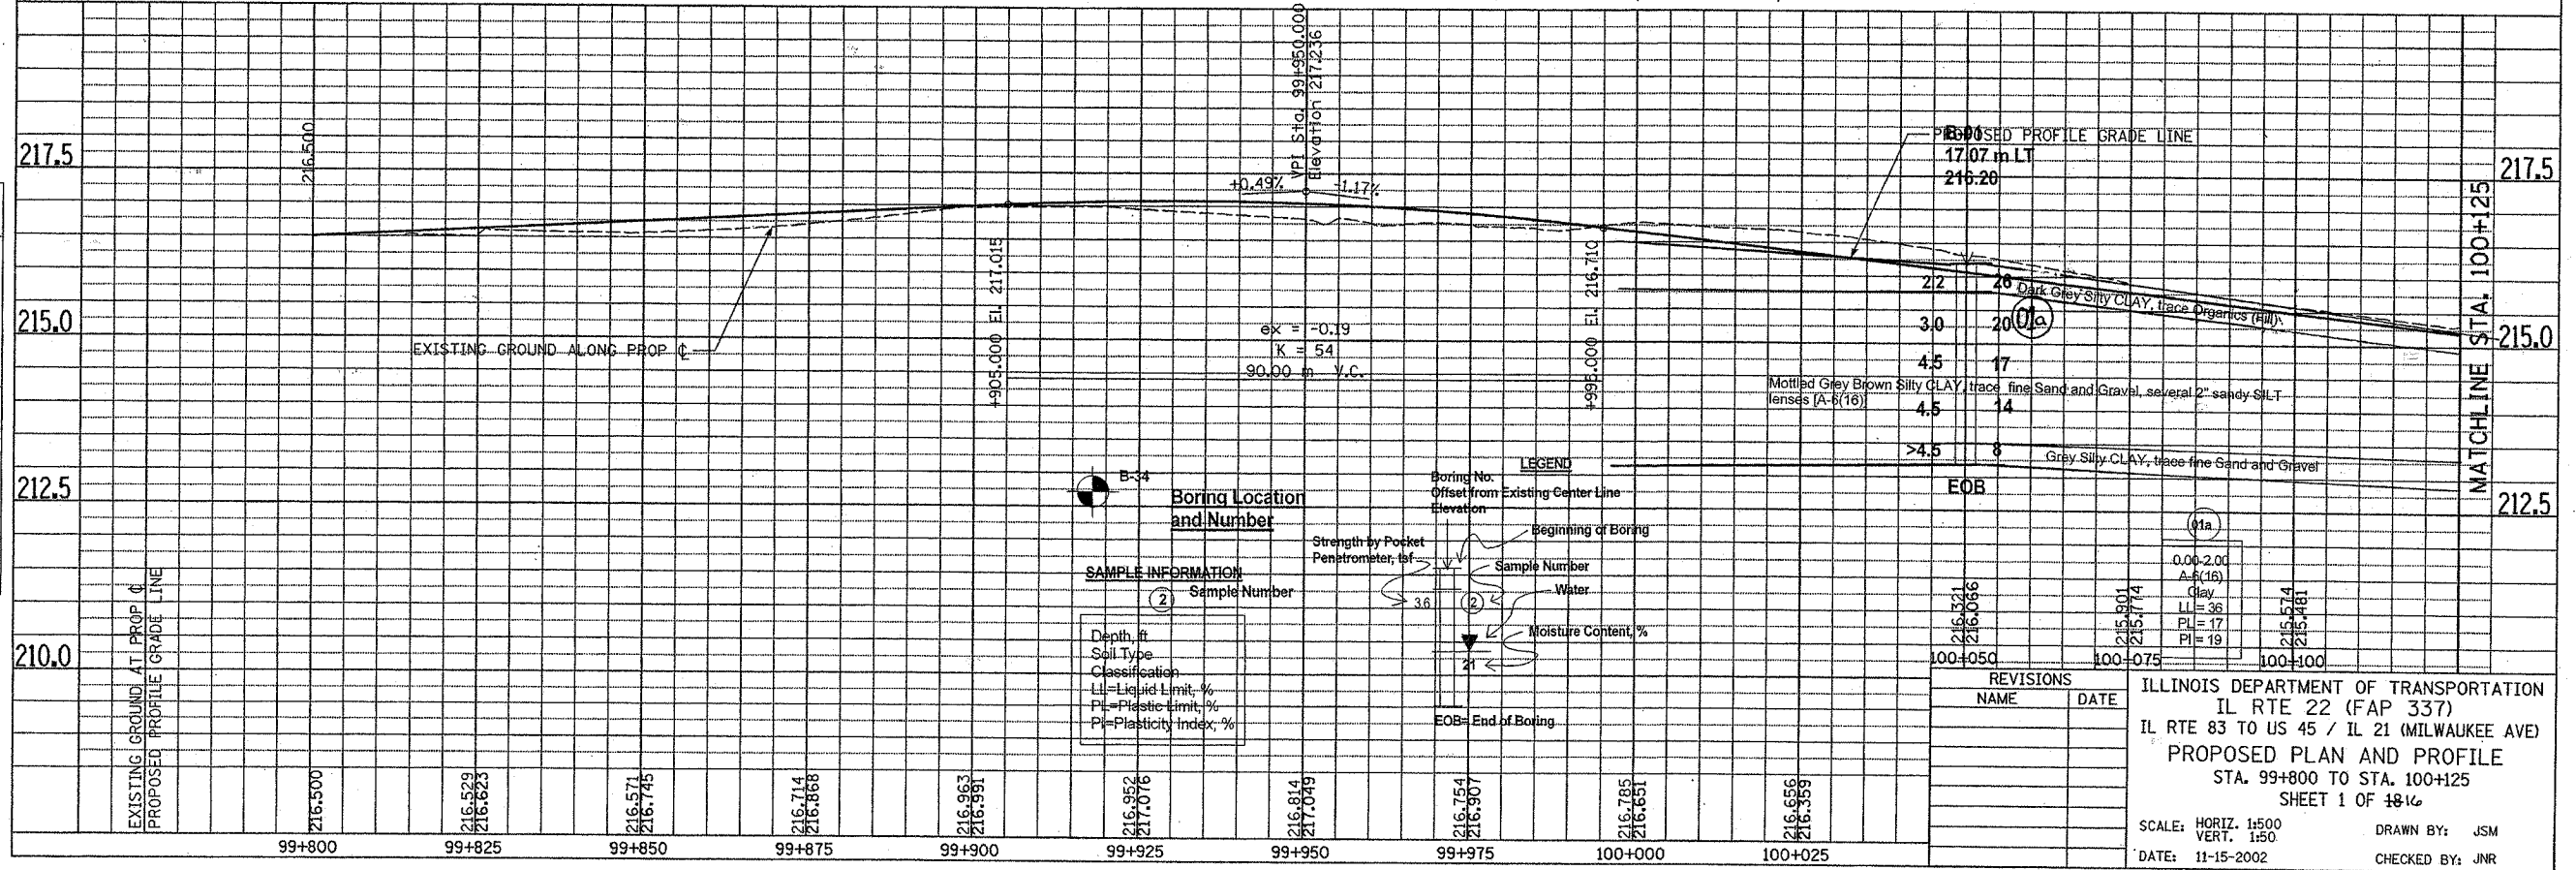 217.5
215.0
212.5
210.0
EXISTING GROUND AT PROP ℄
PROPOSED PROFILE GRADE LINE
216.500
EXISTING GROUND ALONG PROP ℄
+905.000 El. 217.015
VPI Sta. 99+950.000
Elevation 217.236
+0.49%
-1.17%
ex = -0.19
K = 54
90.00 m V.C.
+995.000 El. 216.710
PROPOSED PROFILE GRADE LINE
17.07 m LT
216.20
2.2 26
Dark Grey Silty CLAY, trace Organics (Fill)
3.0 20
01a
4.5 17
Mottled Grey Brown Silty CLAY, trace fine Sand and Gravel, several 2" sandy SILT
lenses [A-6(16)]
4.5 14
>4.5 8
Grey Silty CLAY, trace fine Sand and Gravel
EOB
MATCHLINE STA. 100+125
217.5
215.0
212.5
B-34
Boring Location
and Number
SAMPLE INFORMATION
2
Sample Number
Depth, ft
Soil Type
Classification
LL=Liquid Limit, %
PL=Plastic Limit, %
PI=Plasticity Index, %
LEGEND
Boring No.
Offset from Existing Center Line
Elevation
Beginning of Boring
Strength by Pocket
Penetrometer, tsf
Sample Number
3.6
2
Water
Moisture Content, %
21
EOB= End of Boring
01a
0.00-2.00
A-6(16)
Clay
LL = 36
PL = 17
PI = 19
216.321
216.066
215.901
215.774
215.574
215.481
100+050
100+075
100+100
216.500
216.529
216.623
216.571
216.745
216.714
216.868
216.963
216.991
216.952
217.076
216.814
217.049
216.754
216.907
216.785
216.651
216.656
216.359
99+800
99+825
99+850
99+875
99+900
99+925
99+950
99+975
100+000
100+025
REVISIONS
NAME DATE
ILLINOIS DEPARTMENT OF TRANSPORTATION
IL RTE 22 (FAP 337)
IL RTE 83 TO US 45 / IL 21 (MILWAUKEE AVE)
PROPOSED PLAN AND PROFILE
STA. 99+800 TO STA. 100+125
SHEET 1 OF 18 16
SCALE: HORIZ. 1:500
VERT. 1:50
DRAWN BY: JSM
DATE: 11-15-2002
CHECKED BY: JNR